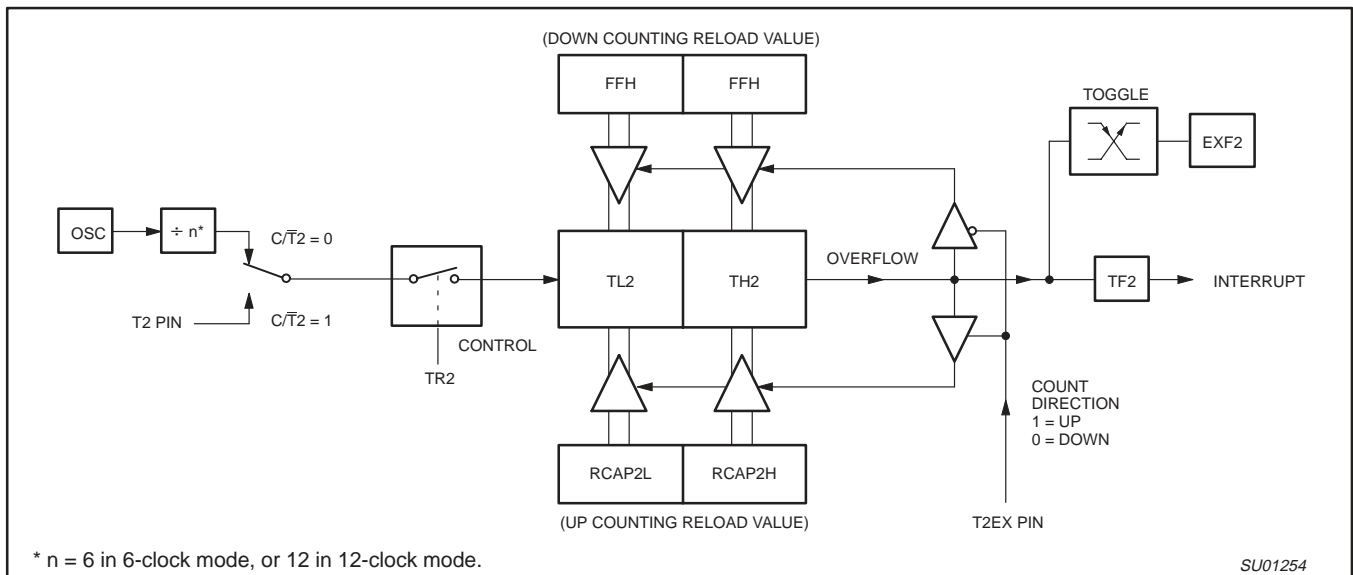 (DOWN COUNTING RELOAD VALUE)
FFH FFH
TOGGLE
EXF2
OSC
÷ n*
C/T̅2 = 0
TL2 TH2
OVERFLOW
TF2
INTERRUPT
T2 PIN
C/T̅2 = 1
CONTROL
TR2
COUNT
DIRECTION
1 = UP
0 = DOWN
RCAP2L RCAP2H
(UP COUNTING RELOAD VALUE)
T2EX PIN
* n = 6 in 6-clock mode, or 12 in 12-clock mode.
SU01254